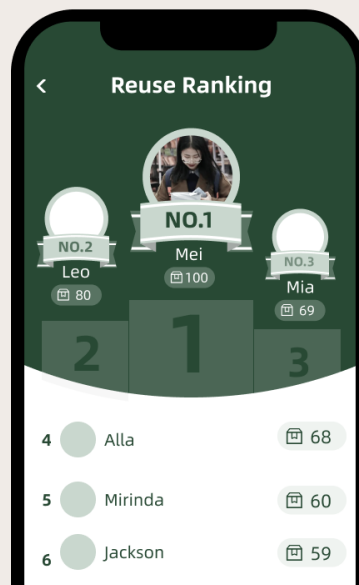 Reuse Ranking
NO.1
Mei
100
NO.2
Leo
80
NO.3
Mia
69
2
1
3
4 Alla 68
5 Mirinda 60
6 Jackson 59